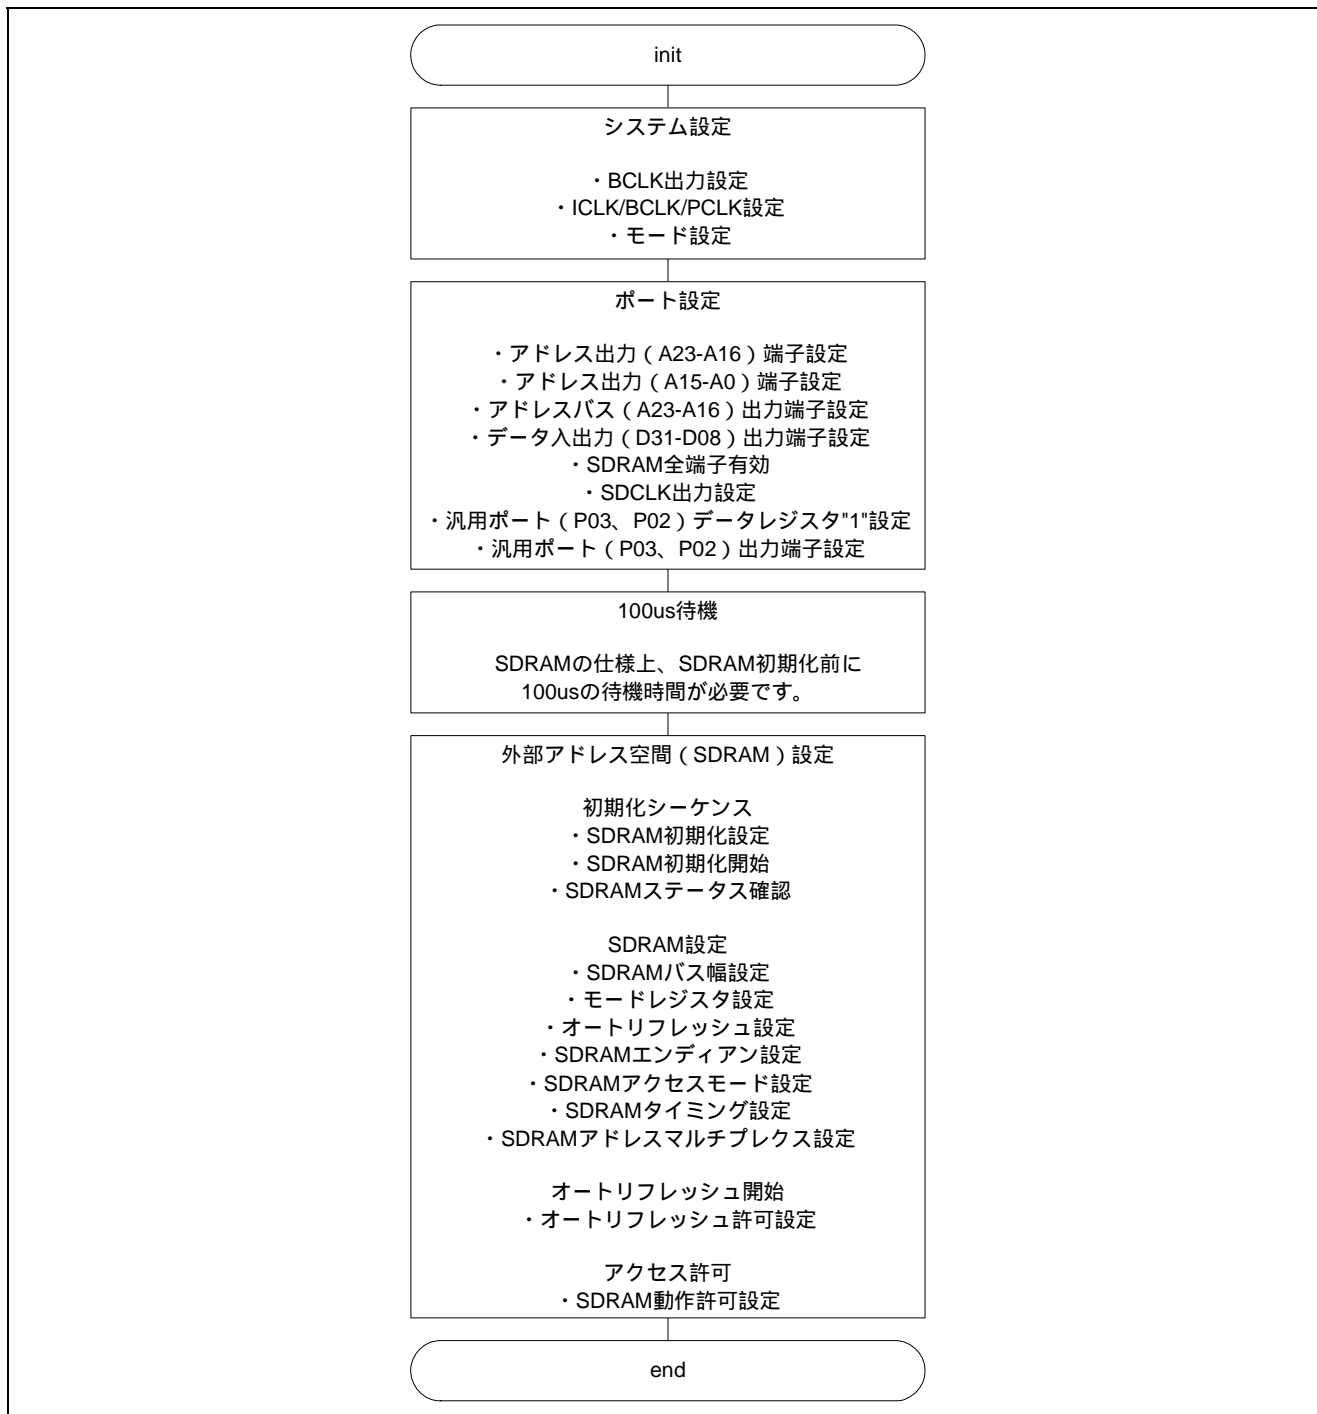 init
システム設定
・BCLK出力設定
・ICLK/BCLK/PCLK設定
・モード設定
ポート設定
・アドレス出力（A23-A16）端子設定
・アドレス出力（A15-A0）端子設定
・アドレスバス（A23-A16）出力端子設定
・データ入出力（D31-D08）出力端子設定
・SDRAM全端子有効
・SDCLK出力設定
・汎用ポート（P03、P02）データレジスタ"1"設定
・汎用ポート（P03、P02）出力端子設定
100us待機
SDRAMの仕様上、SDRAM初期化前に
100usの待機時間が必要です。
外部アドレス空間（SDRAM）設定
初期化シーケンス
・SDRAM初期化設定
・SDRAM初期化開始
・SDRAMステータス確認
SDRAM設定
・SDRAMバス幅設定
・モードレジスタ設定
・オートリフレッシュ設定
・SDRAMエンディアン設定
・SDRAMアクセスモード設定
・SDRAMタイミング設定
・SDRAMアドレスマルチプレクス設定
オートリフレッシュ開始
・オートリフレッシュ許可設定
アクセス許可
・SDRAM動作許可設定
end